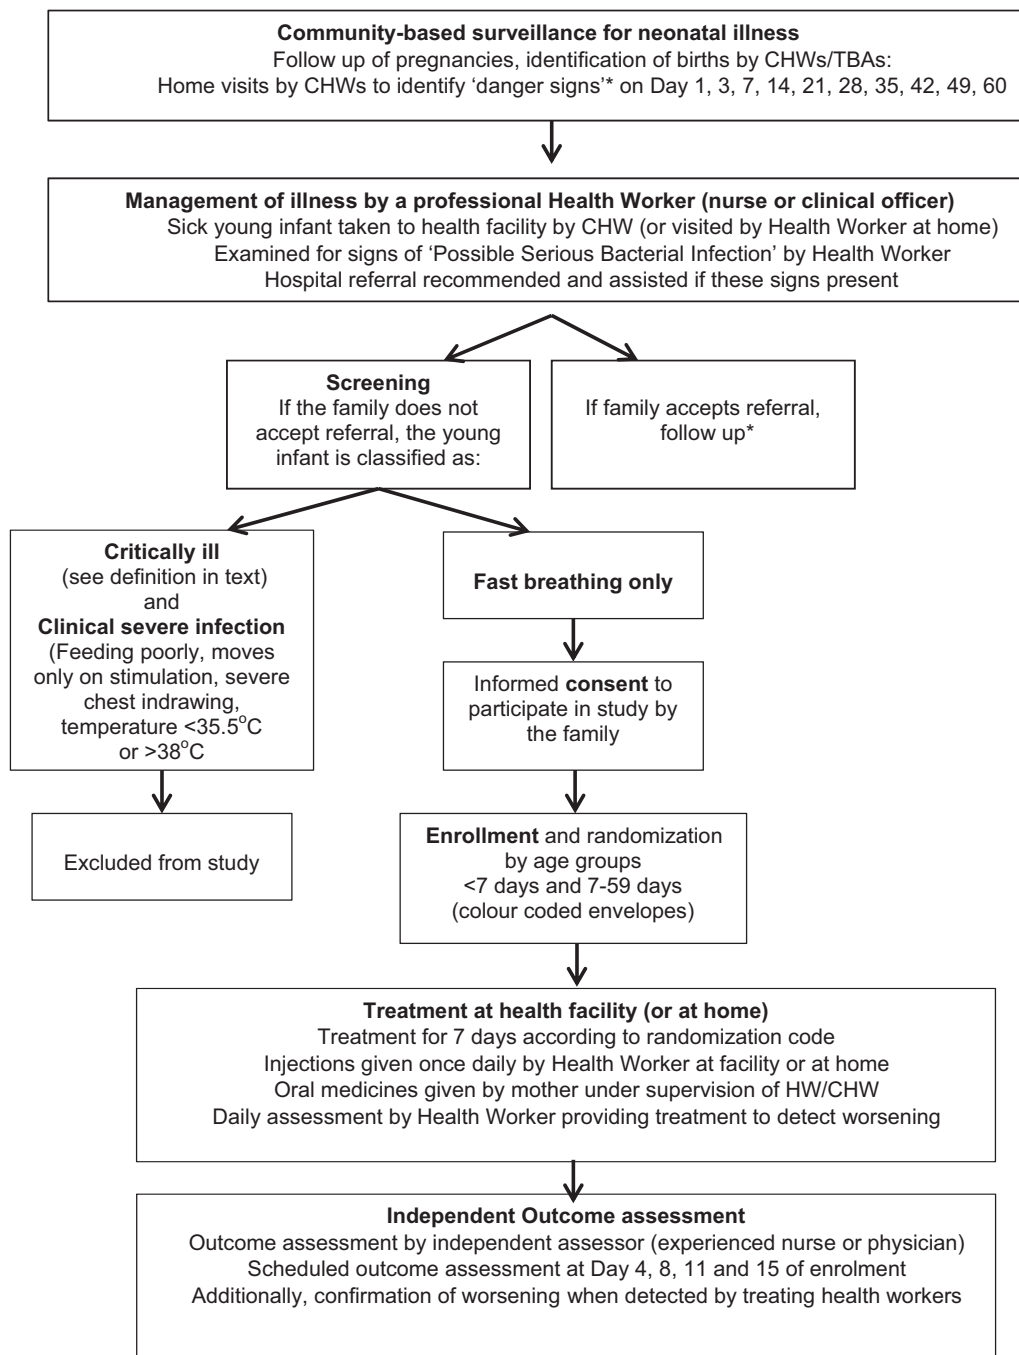 Community-based surveillance for neonatal illness
Follow up of pregnancies, identification of births by CHWs/TBAs:
Home visits by CHWs to identify ‘danger signs’* on Day 1, 3, 7, 14, 21, 28, 35, 42, 49, 60
Management of illness by a professional Health Worker (nurse or clinical officer)
Sick young infant taken to health facility by CHW (or visited by Health Worker at home)
Examined for signs of ‘Possible Serious Bacterial Infection’ by Health Worker
Hospital referral recommended and assisted if these signs present
Screening
If the family does not
accept referral, the young
infant is classified as:
If family accepts referral,
follow up*
Critically ill
(see definition in text)
and
Clinical severe infection
(Feeding poorly, moves
only on stimulation, severe
chest indrawing,
temperature <35.5°C
or >38°C
Fast breathing only
Informed consent to
participate in study by
the family
Excluded from study
Enrollment and randomization
by age groups
<7 days and 7-59 days
(colour coded envelopes)
Treatment at health facility (or at home)
Treatment for 7 days according to randomization code
Injections given once daily by Health Worker at facility or at home
Oral medicines given by mother under supervision of HW/CHW
Daily assessment by Health Worker providing treatment to detect worsening
Independent Outcome assessment
Outcome assessment by independent assessor (experienced nurse or physician)
Scheduled outcome assessment at Day 4, 8, 11 and 15 of enrolment
Additionally, confirmation of worsening when detected by treating health workers